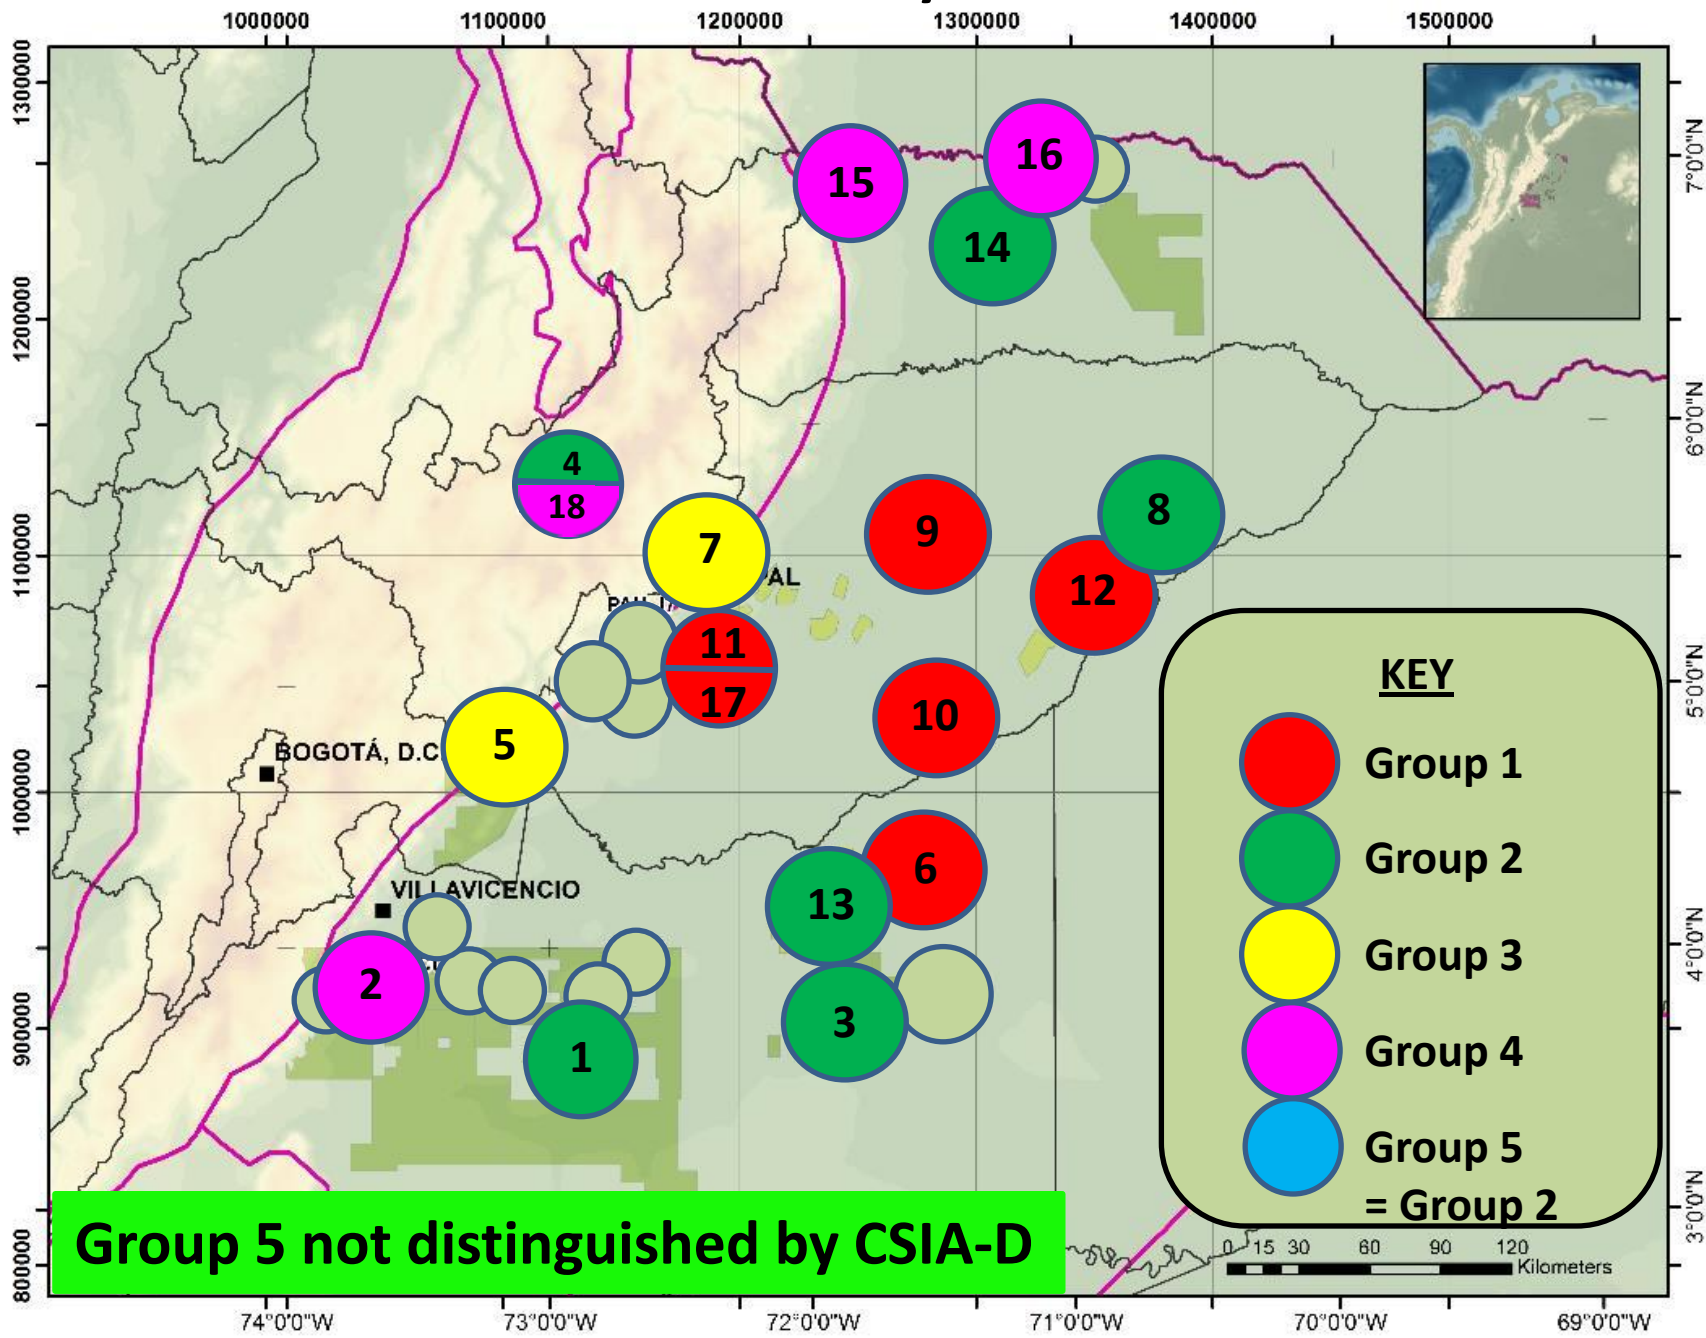 1000000 1100000 1200000 1300000 1400000 1500000
1300000
7°0'0"N
16
15
14
1200000
6°0'0"N
4
18
9
8
7
1100000
PAL
12
11
17
KEY
5°0'0"N
10
Group 1
5
BOGOTÁ, D.C
1000000
Group 2
6
VILLAVICENCIO
13
4°0'0"N
Group 3
2
3
900000
1
Group 4
Group 5
= Group 2
3°0'0"N
Group 5 not distinguished by CSIA-D
800000
0 15 30 60 90 120
Kilometers
74°0'0"W 73°0'0"W 72°0'0"W 71°0'0"W 70°0'0"W 69°0'0"W